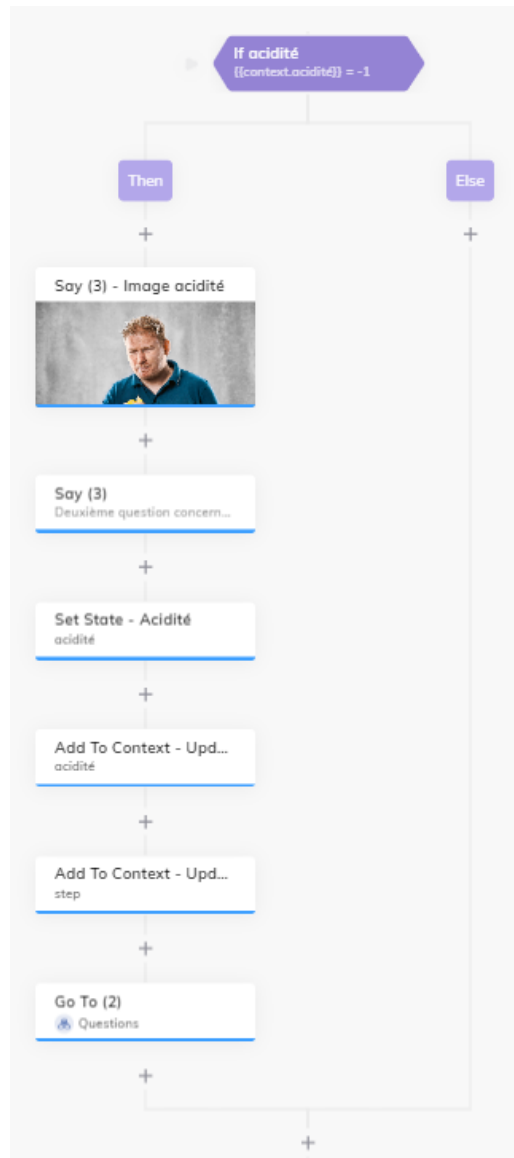 If acidité
{{context.acidité}} = -1
Then
Else
+
+
Say (3) - Image acidité
+
Say (3)
Deuxième question concern...
+
Set State - Acidité
acidité
+
Add To Context - Upd...
acidité
+
Add To Context - Upd...
step
+
Go To (2)
Questions
+
+